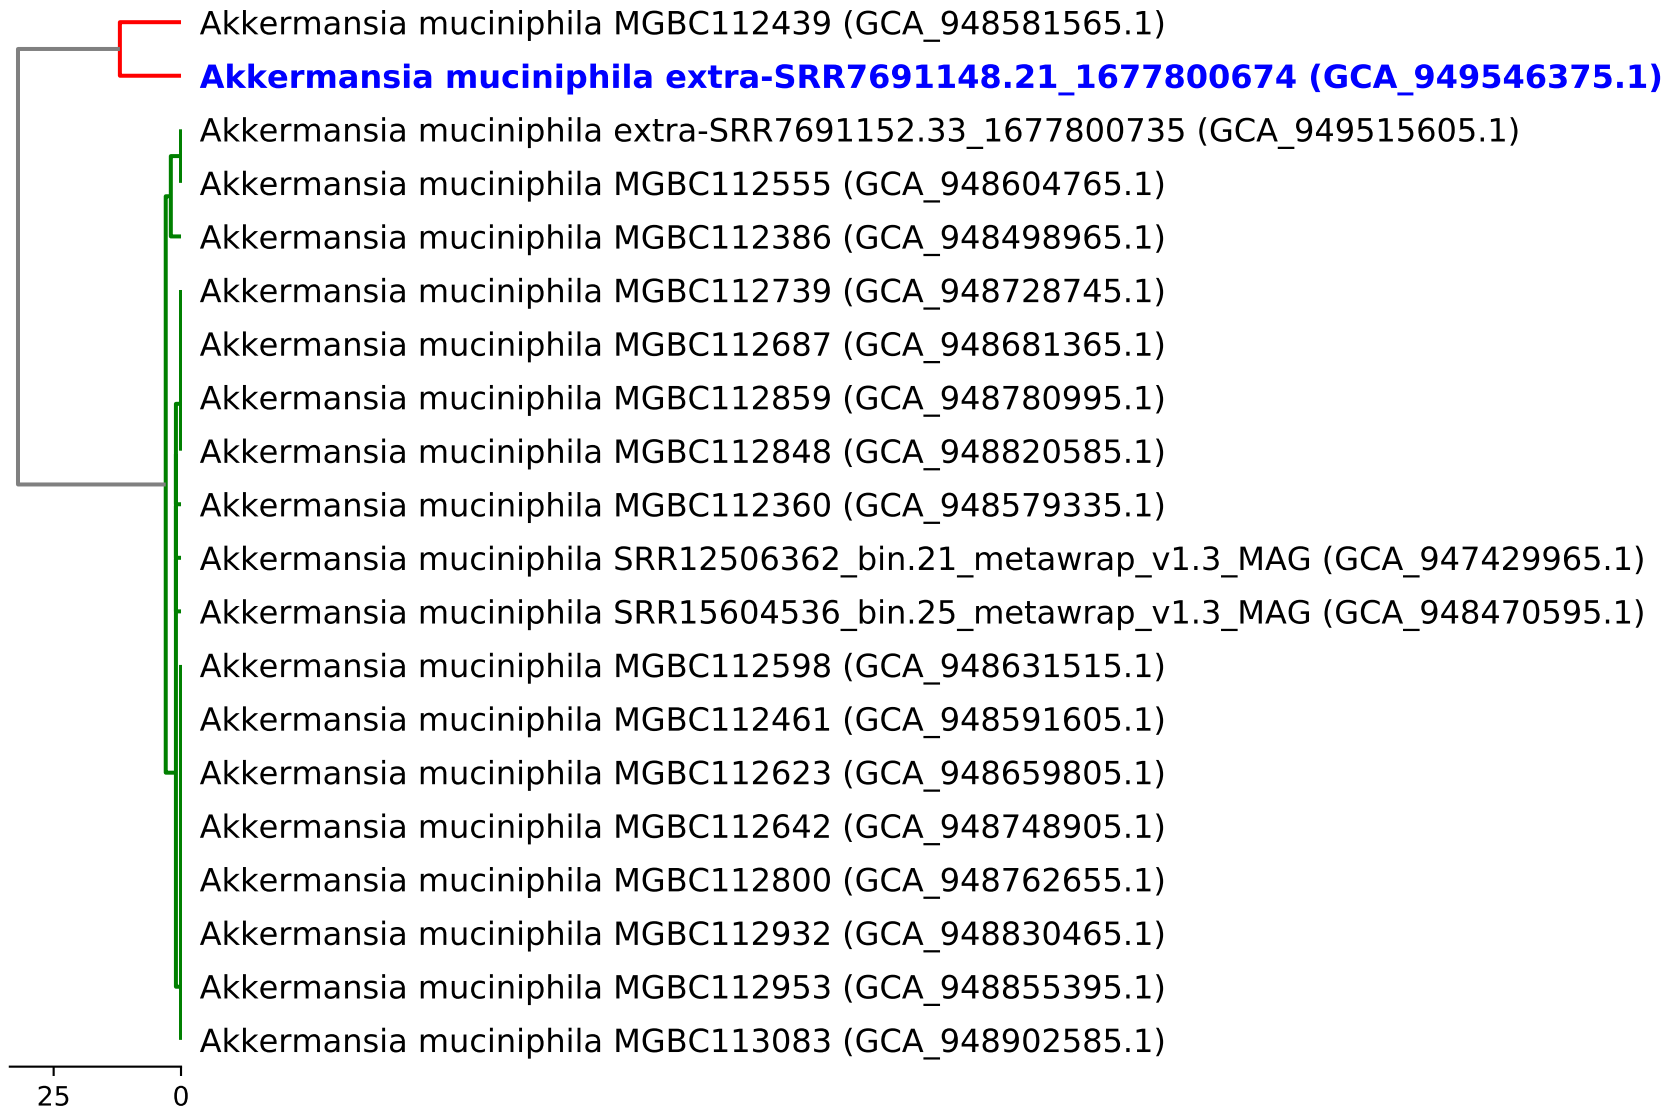 Akkermansia muciniphila MGBC112439 (GCA_948581565.1)
Akkermansia muciniphila extra-SRR7691148.21_1677800674 (GCA_949546375.1)
Akkermansia muciniphila extra-SRR7691152.33_1677800735 (GCA_949515605.1)
Akkermansia muciniphila MGBC112555 (GCA_948604765.1)
Akkermansia muciniphila MGBC112386 (GCA_948498965.1)
Akkermansia muciniphila MGBC112739 (GCA_948728745.1)
Akkermansia muciniphila MGBC112687 (GCA_948681365.1)
Akkermansia muciniphila MGBC112859 (GCA_948780995.1)
Akkermansia muciniphila MGBC112848 (GCA_948820585.1)
Akkermansia muciniphila MGBC112360 (GCA_948579335.1)
Akkermansia muciniphila SRR12506362_bin.21_metawrap_v1.3_MAG (GCA_947429965.1)
Akkermansia muciniphila SRR15604536_bin.25_metawrap_v1.3_MAG (GCA_948470595.1)
Akkermansia muciniphila MGBC112598 (GCA_948631515.1)
Akkermansia muciniphila MGBC112461 (GCA_948591605.1)
Akkermansia muciniphila MGBC112623 (GCA_948659805.1)
Akkermansia muciniphila MGBC112642 (GCA_948748905.1)
Akkermansia muciniphila MGBC112800 (GCA_948762655.1)
Akkermansia muciniphila MGBC112932 (GCA_948830465.1)
Akkermansia muciniphila MGBC112953 (GCA_948855395.1)
Akkermansia muciniphila MGBC113083 (GCA_948902585.1)
25 0